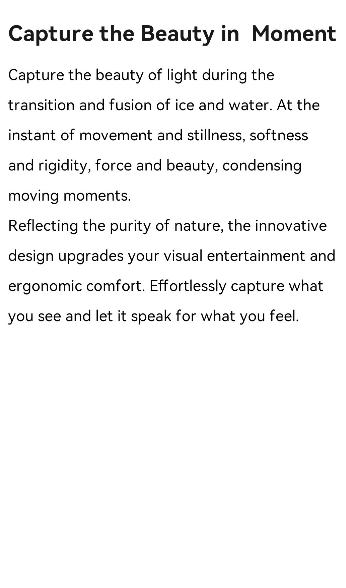 Capture the Beauty in  Moment
Capture the beauty of light during the
transition and fusion of ice and water. At the
instant of movement and stillness, softness
and rigidity, force and beauty, condensing
moving moments.
Reflecting the purity of nature, the innovative
design upgrades your visual entertainment and
ergonomic comfort. Effortlessly capture what
you see and let it speak for what you feel.